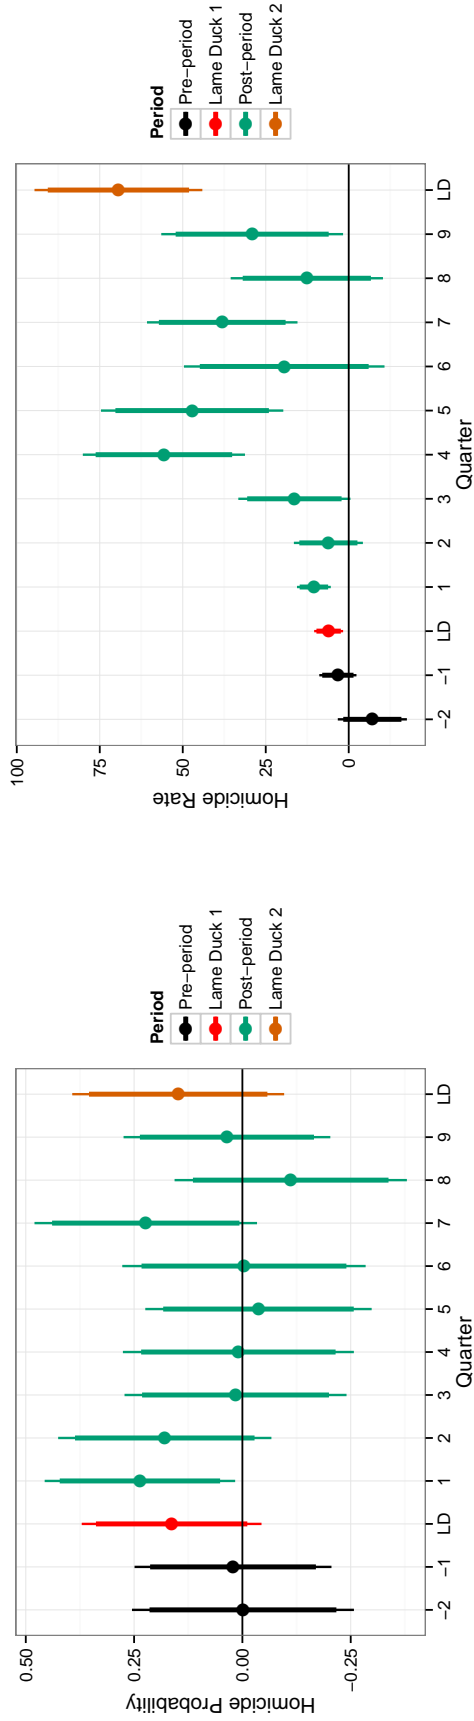 0.50
0.25
0.00
−0.25
Homicide Probability
−2
−1
LD
1
2
3
4
5
6
7
8
9
LD
Quarter
Period
Pre−period
Lame Duck 1
Post−period
Lame Duck 2
100
75
50
25
0
Homicide Rate
−2
−1
LD
1
2
3
4
5
6
7
8
9
LD
Quarter
Period
Pre−period
Lame Duck 1
Post−period
Lame Duck 2